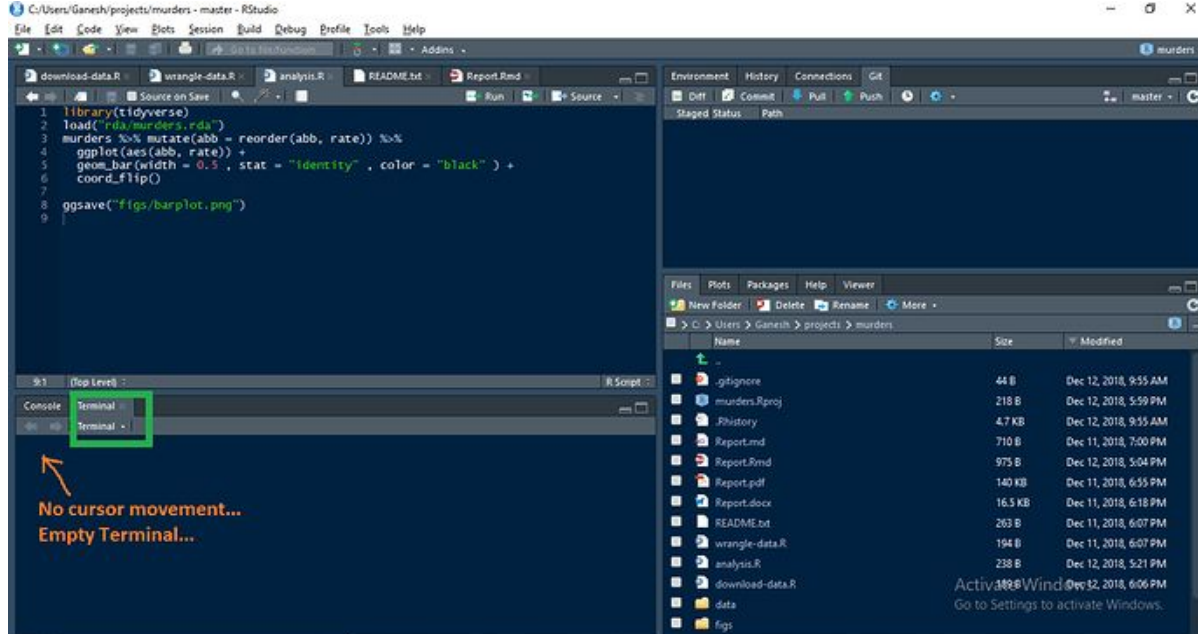 C:/Users/Ganesh/projects/murders - master - RStudio
File Edit Code View Plots Session Build Debug Profile Tools Help
Go to file/function Addins murders
download-data.R wrangle-data.R analysis.R README.txt Report.Rmd
Source on Save Run Source
1 library(tidyverse)
2 load("rda/murders.rda")
3 murders %>% mutate(abb = reorder(abb, rate)) %>%
4 ggplot(aes(abb, rate)) +
5 geom_bar(width = 0.5 , stat = "identity" , color = "black" ) +
6 coord_flip()
7
8 ggsave("figs/barplot.png")
9
9:1 (Top Level) R Script
Console Terminal
Terminal
No cursor movement...
Empty Terminal...
Environment History Connections Git
Diff Commit Pull Push master
Staged Status Path
Files Plots Packages Help Viewer
New Folder Delete Rename More
C: Users Ganesh projects murders
Name Size Modified
..
.gitignore 44 B Dec 12, 2018, 9:55 AM
murders.Rproj 218 B Dec 12, 2018, 5:59 PM
.Rhistory 4.7 KB Dec 12, 2018, 9:55 AM
Report.md 710 B Dec 11, 2018, 7:00 PM
Report.Rmd 975 B Dec 12, 2018, 5:04 PM
Report.pdf 140 KB Dec 11, 2018, 6:55 PM
Report.docx 16.5 KB Dec 11, 2018, 6:18 PM
README.txt 263 B Dec 11, 2018, 6:07 PM
wrangle-data.R 194 B Dec 11, 2018, 6:07 PM
analysis.R 238 B Dec 12, 2018, 5:21 PM
download-data.R 2018, 6:06 PM
Activate Windows
data
Go to Settings to activate Windows.
figs